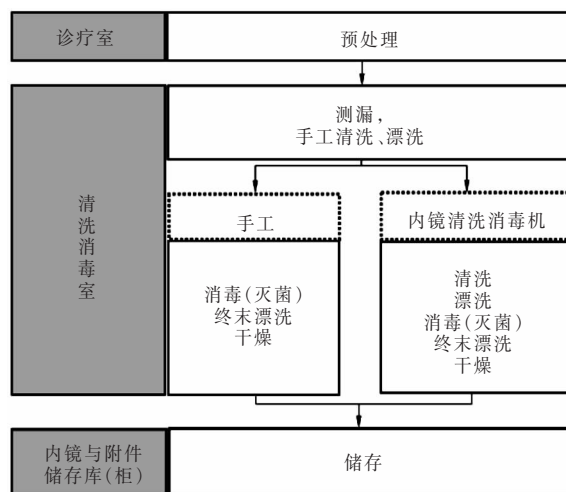 诊疗室
预处理
测漏，
手工清洗、漂洗
清洗消毒室
手工
内镜清洗消毒机
消毒(灭菌)
终末漂洗
干燥
清洗
漂洗
消毒(灭菌)
终末漂洗
干燥
内镜与附件
储存库(柜)
储存